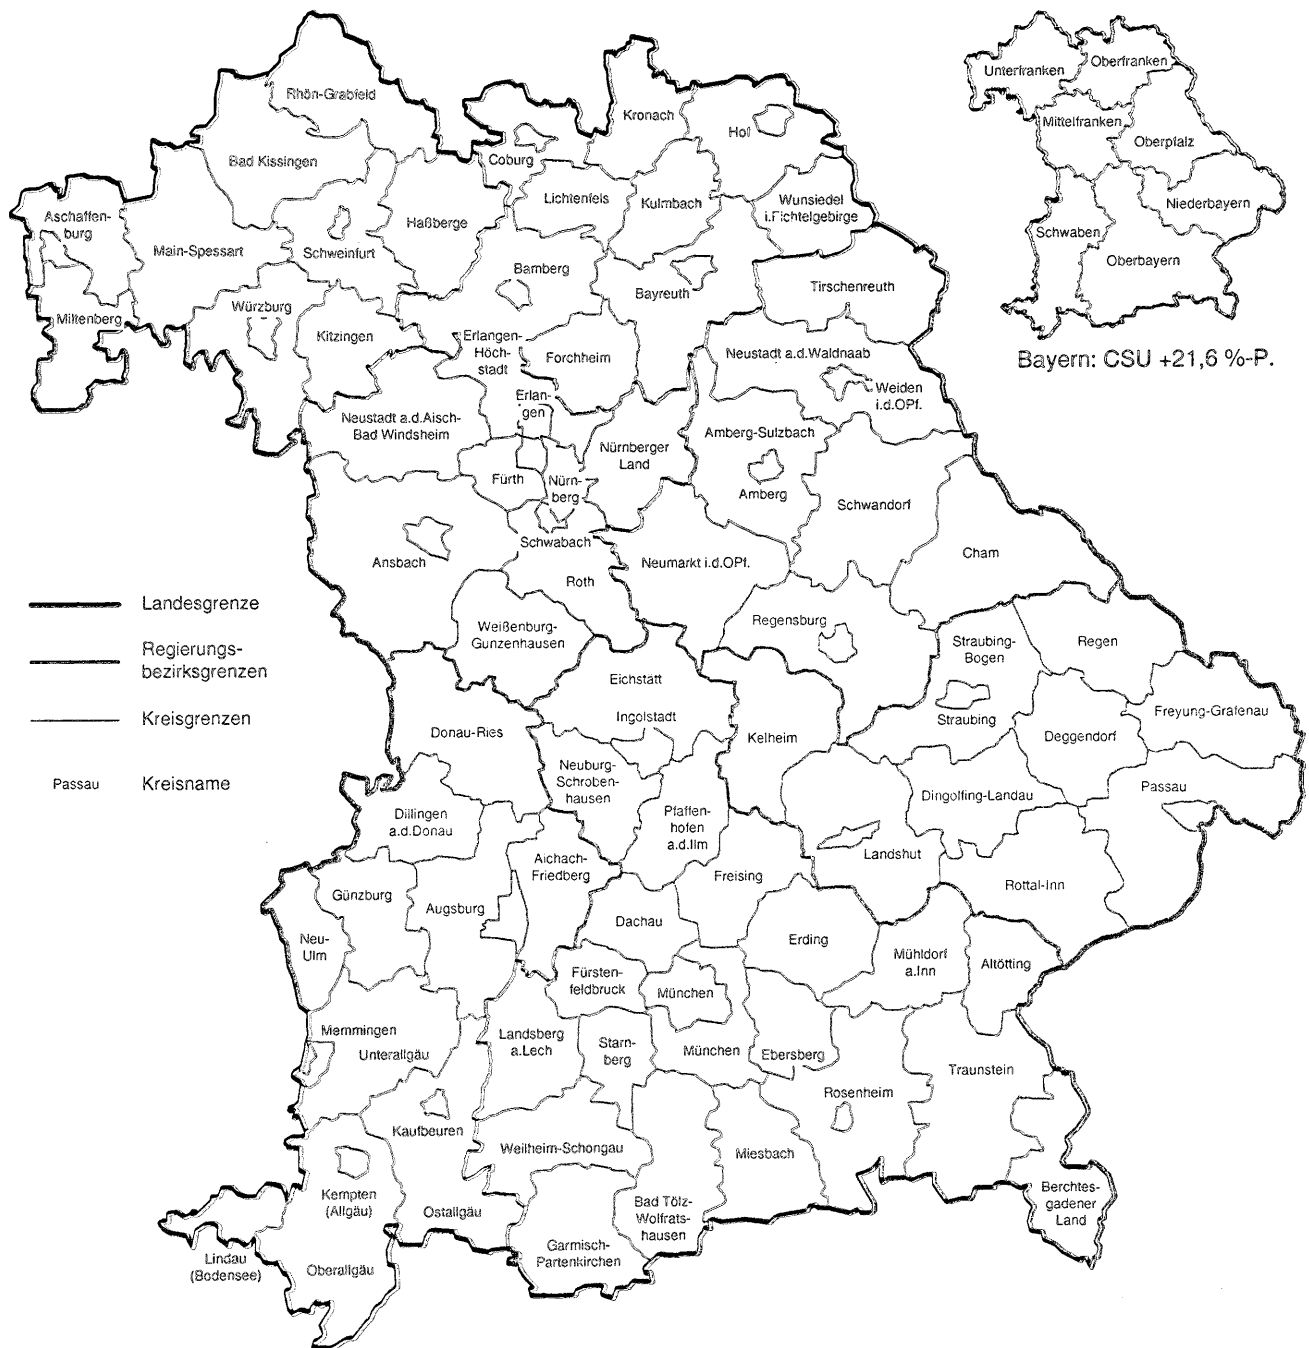 Rhön-Grabfeld
Kronach
Hof
Coburg
Bad Kissingen
Lichtenfels
Kulmbach
Wunsiedel
i.Fichtelgebirge
Aschaffen-
burg
Haßberge
Main-Spessart
Schweinfurt
Bamberg
Bayreuth
Tirschenreuth
Miltenberg
Würzburg
Kitzingen
Erlangen-
Höch-
stadt
Forchheim
Neustadt a.d.Waldnaab
Weiden
i.d.OPf.
Erlan-
gen
Neustadt a.d.Aisch-
Bad Windsheim
Nürnberger
Land
Amberg-Sulzbach
Fürth
Nürn-
berg
Amberg
Schwandorf
Schwabach
Ansbach
Roth
Neumarkt i.d.OPf.
Cham
Weißenburg-
Gunzenhausen
Regensburg
Straubing-
Bogen
Regen
Eichstatt
Ingolstadt
Straubing
Freyung-Grafenau
Donau-Ries
Kelheim
Deggendorf
Neuburg-
Schroben-
hausen
Dingolfing-Landau
Passau
Dillingen
a.d.Donau
Pfaffen-
hofen
a.d.Ilm
Landshut
Aichach-
Friedberg
Freising
Rottal-Inn
Günzburg
Augsburg
Dachau
Erding
Neu-
Ulm
Mühldorf
a.Inn
Altötting
Fürsten-
feldbruck
München
Memmingen
Unterallgäu
Landsberg
a.Lech
Starn-
berg
München
Ebersberg
Traunstein
Rosenheim
Kaufbeuren
Weilheim-Schongau
Miesbach
Kempten
(Allgäu)
Ostallgäu
Bad Tölz-
Wolfrats-
hausen
Berchtes-
gadener
Land
Garmisch-
Partenkirchen
Lindau
(Bodensee)
Oberallgäu
Unterfranken
Oberfranken
Mittelfranken
Oberpfalz
Niederbayern
Schwaben
Oberbayern
Bayern: CSU +21,6 %-P.
Landesgrenze
Regierungs-
bezirksgrenzen
Kreisgrenzen
Passau Kreisname